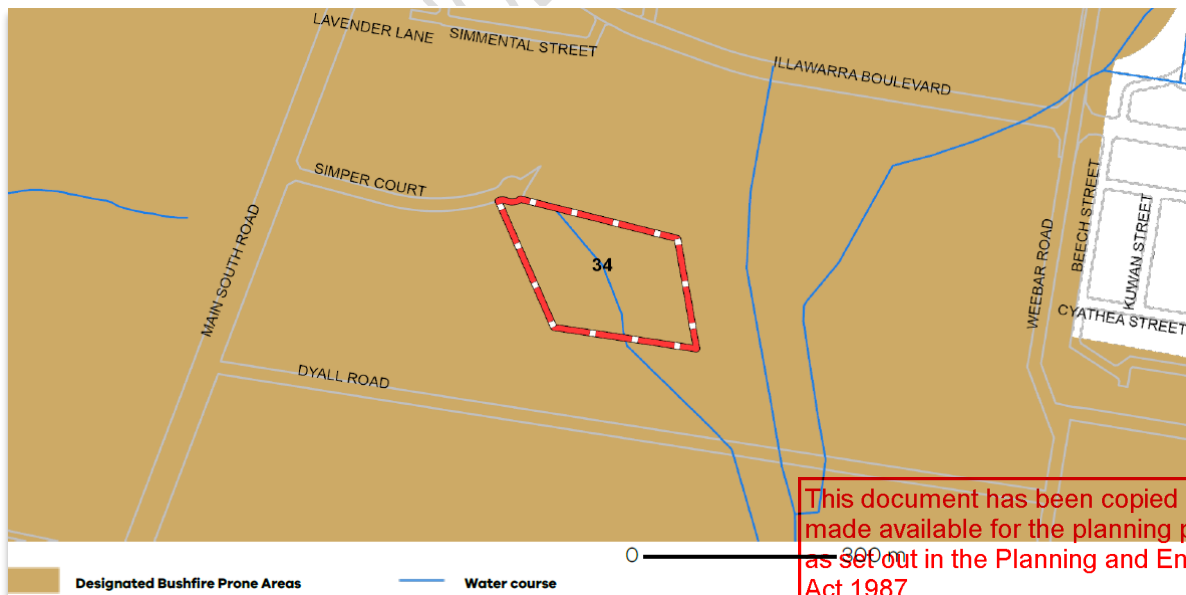 LAVENDER LANE
SIMMENTAL STREET
ILLAWARRA BOULEVARD
SIMPER COURT
MAIN SOUTH ROAD
34
WEEBAR ROAD
BEECH STREET
KUWAN STREET
CYATHEA STREET
DYALL ROAD
This document has been copied
made available for the planning p
as set out in the Planning and En
Act 1987
0 300 m
Designated Bushfire Prone Areas
Water course